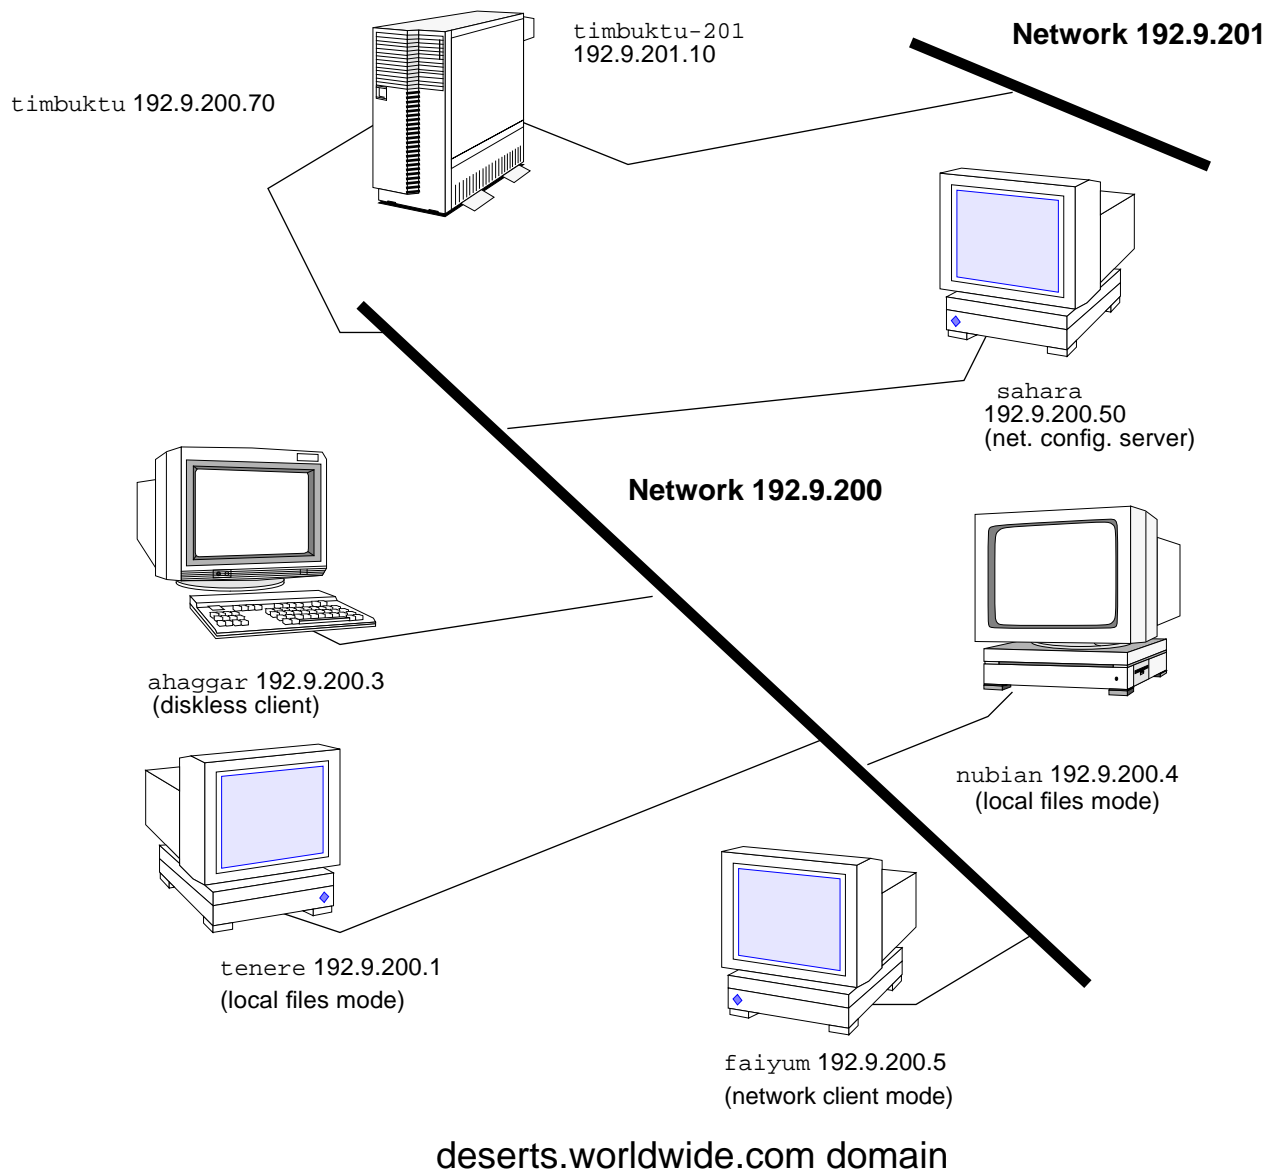 timbuktu-201
192.9.201.10
Network 192.9.201
timbuktu 192.9.200.70
sahara
192.9.200.50
(net. config. server)
Network 192.9.200
ahaggar 192.9.200.3
(diskless client)
nubian 192.9.200.4
(local files mode)
tenere 192.9.200.1
(local files mode)
faiyum 192.9.200.5
(network client mode)
deserts.worldwide.com domain